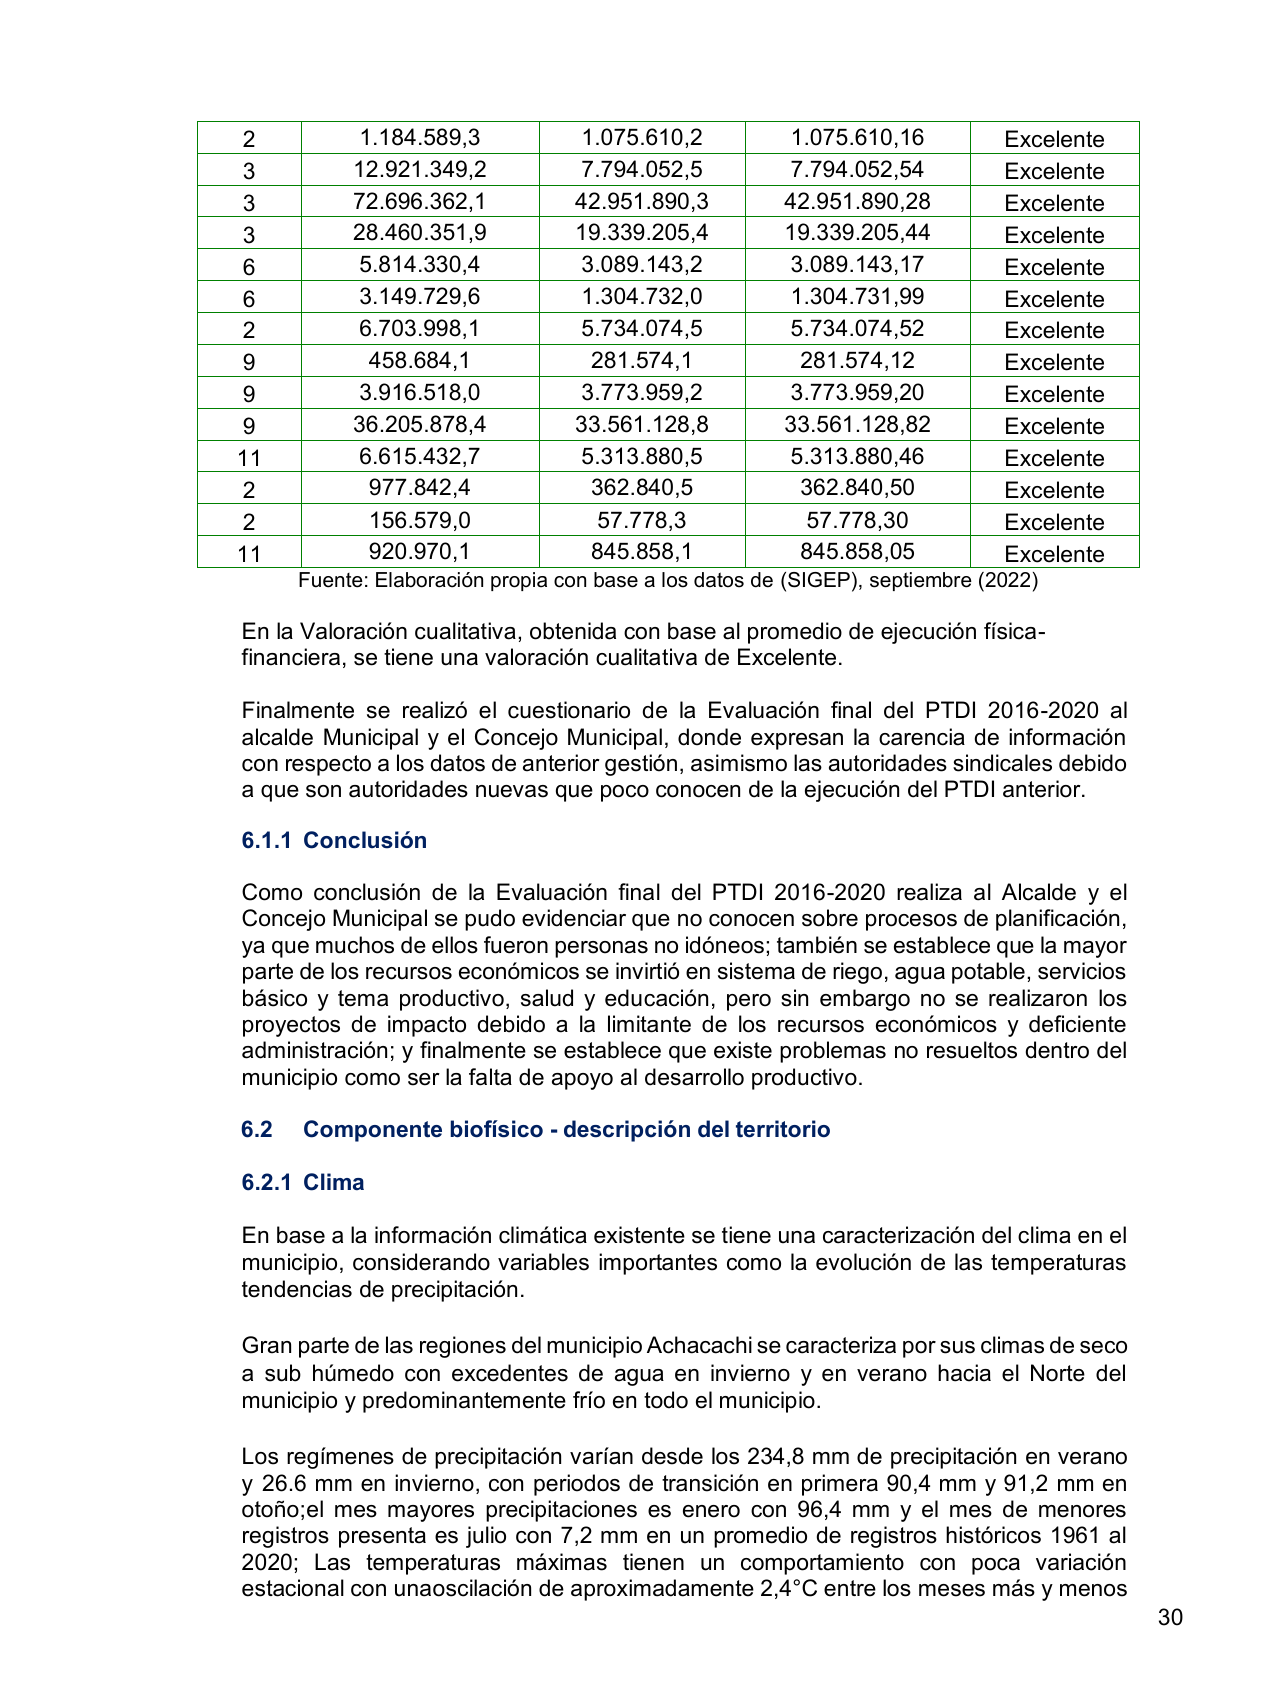 2 1.184.589,3 1.075.610,2 1.075.610,16 Excelente
3 12.921.349,2 7.794.052,5 7.794.052,54 Excelente
3 72.696.362,1 42.951.890,3 42.951.890,28 Excelente
3 28.460.351,9 19.339.205,4 19.339.205,44 Excelente
6 5.814.330,4 3.089.143,2 3.089.143,17 Excelente
6 3.149.729,6 1.304.732,0 1.304.731,99 Excelente
2 6.703.998,1 5.734.074,5 5.734.074,52 Excelente
9 458.684,1 281.574,1 281.574,12 Excelente
9 3.916.518,0 3.773.959,2 3.773.959,20 Excelente
9 36.205.878,4 33.561.128,8 33.561.128,82 Excelente
11 6.615.432,7 5.313.880,5 5.313.880,46 Excelente
2 977.842,4 362.840,5 362.840,50 Excelente
2 156.579,0 57.778,3 57.778,30 Excelente
11 920.970,1 845.858,1 845.858,05 Excelente
Fuente: Elaboración propia con base a los datos de (SIGEP), septiembre (2022)
En la Valoración cualitativa, obtenida con base al promedio de ejecución física-
financiera, se tiene una valoración cualitativa de Excelente.
Finalmente se realizó el cuestionario de la Evaluación final del PTDI 2016-2020 al
alcalde Municipal y el Concejo Municipal, donde expresan la carencia de información
con respecto a los datos de anterior gestión, asimismo las autoridades sindicales debido
a que son autoridades nuevas que poco conocen de la ejecución del PTDI anterior.
6.1.1 Conclusión
Como conclusión de la Evaluación final del PTDI 2016-2020 realiza al Alcalde y el
Concejo Municipal se pudo evidenciar que no conocen sobre procesos de planificación,
ya que muchos de ellos fueron personas no idóneos; también se establece que la mayor
parte de los recursos económicos se invirtió en sistema de riego, agua potable, servicios
básico y tema productivo, salud y educación, pero sin embargo no se realizaron los
proyectos de impacto debido a la limitante de los recursos económicos y deficiente
administración; y finalmente se establece que existe problemas no resueltos dentro del
municipio como ser la falta de apoyo al desarrollo productivo.
6.2 Componente biofísico - descripción del territorio
6.2.1 Clima
En base a la información climática existente se tiene una caracterización del clima en el
municipio, considerando variables importantes como la evolución de las temperaturas
tendencias de precipitación.
Gran parte de las regiones del municipio Achacachi se caracteriza por sus climas de seco
a sub húmedo con excedentes de agua en invierno y en verano hacia el Norte del
municipio y predominantemente frío en todo el municipio.
Los regímenes de precipitación varían desde los 234,8 mm de precipitación en verano
y 26.6 mm en invierno, con periodos de transición en primera 90,4 mm y 91,2 mm en
otoño;el mes mayores precipitaciones es enero con 96,4 mm y el mes de menores
registros presenta es julio con 7,2 mm en un promedio de registros históricos 1961 al
2020; Las temperaturas máximas tienen un comportamiento con poca variación
estacional con unaoscilación de aproximadamente 2,4°C entre los meses más y menos
30